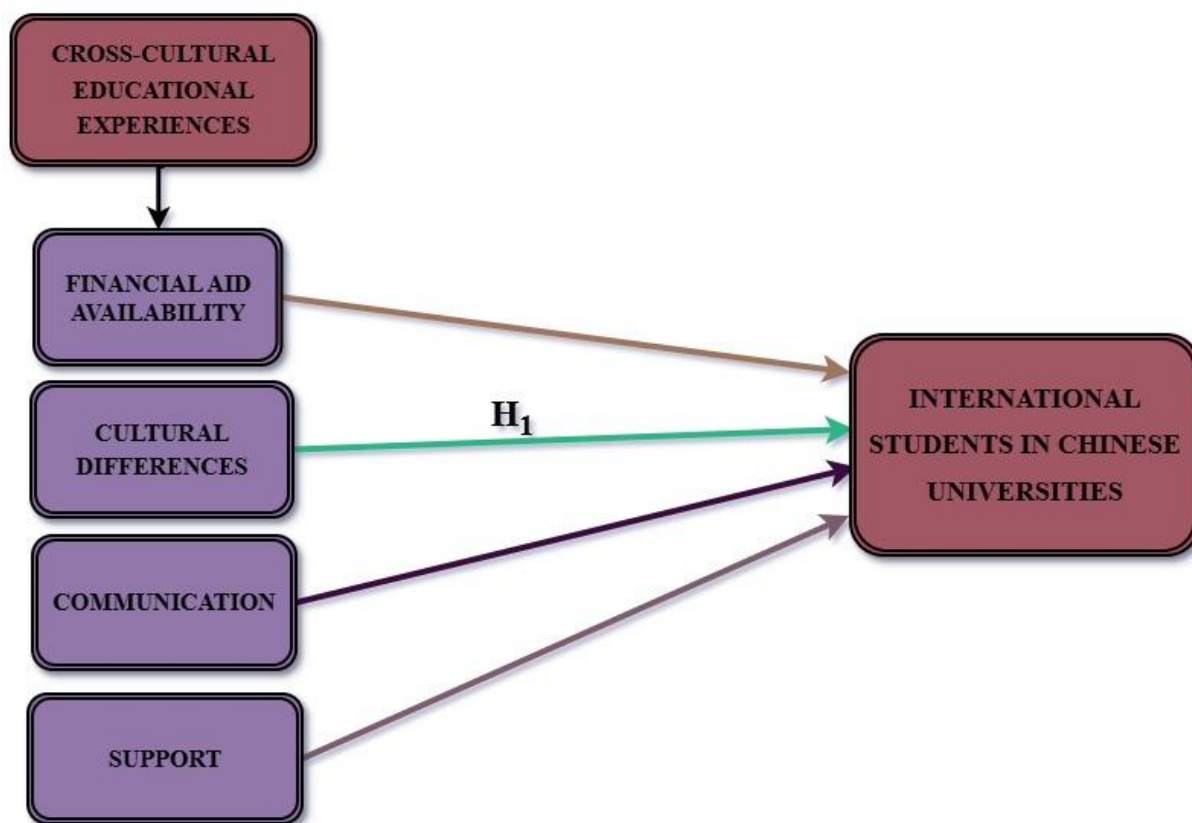 CROSS-CULTURAL
EDUCATIONAL
EXPERIENCES
FINANCIAL AID
AVAILABILITY
CULTURAL
DIFFERENCES
COMMUNICATION
SUPPORT
H₁
INTERNATIONAL
STUDENTS IN CHINESE
UNIVERSITIES